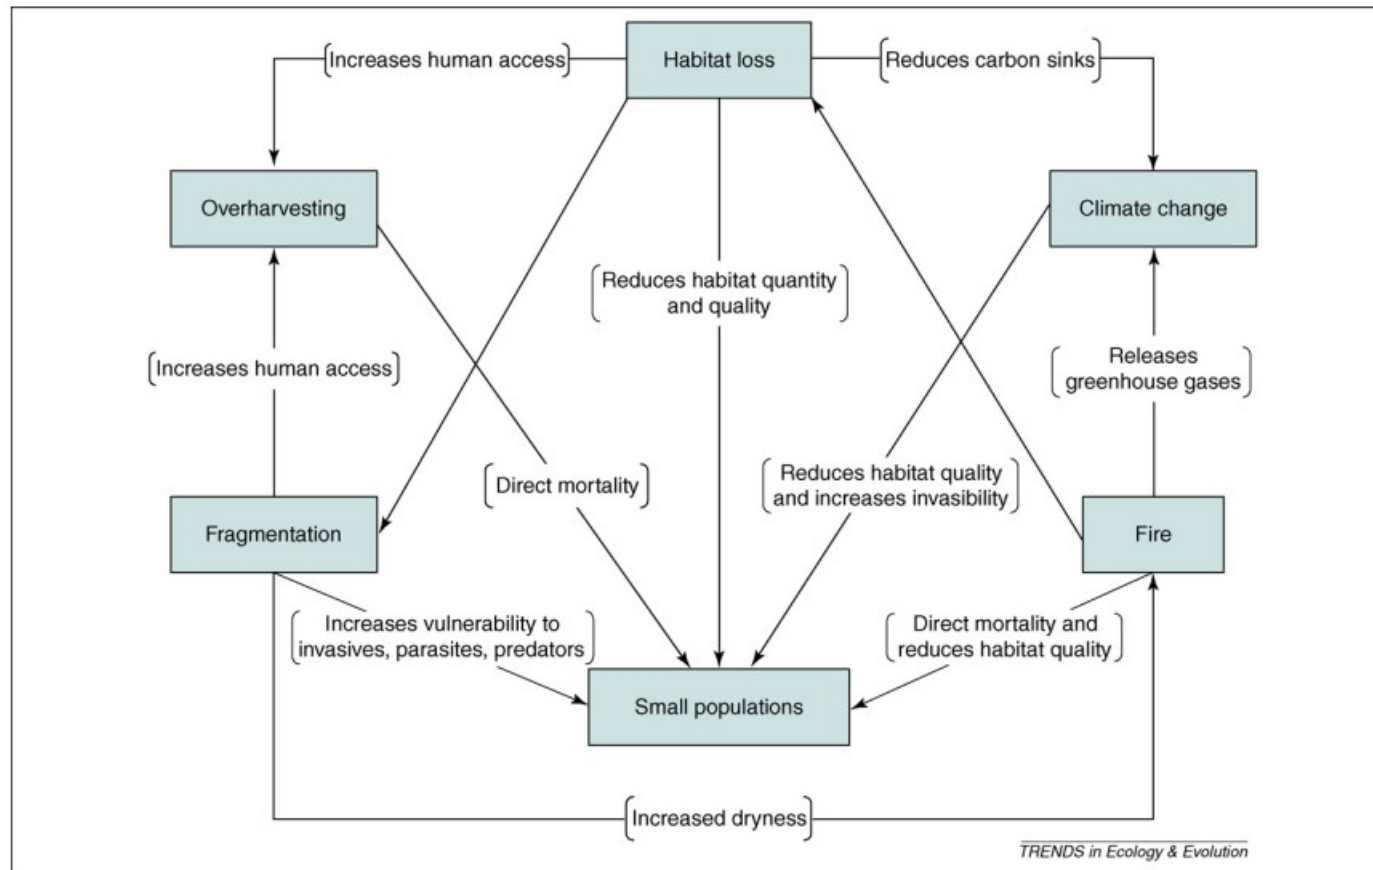 Increases human access
Habitat loss
Reduces carbon sinks
Overharvesting
Climate change
Reduces habitat quantity
and quality
Increases human access
Releases
greenhouse gases
Direct mortality
Reduces habitat quality
and increases invasibility
Fragmentation
Fire
Increases vulnerability to
invasives, parasites, predators
Direct mortality and
reduces habitat quality
Small populations
Increased dryness
TRENDS in Ecology & Evolution